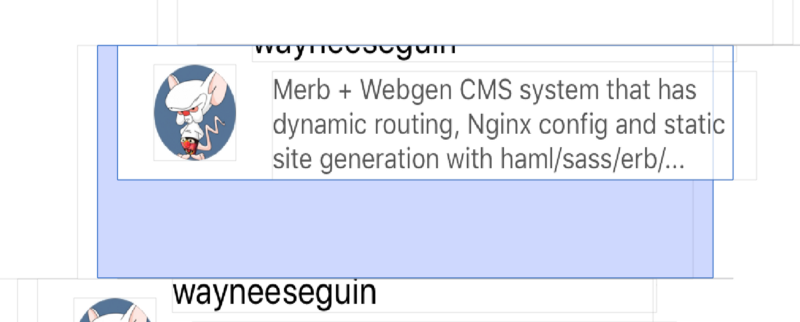 wayneeseguin
Merb + Webgen CMS system that has
dynamic routing, Nginx config and static
site generation with haml/sass/erb/...
wayneeseguin